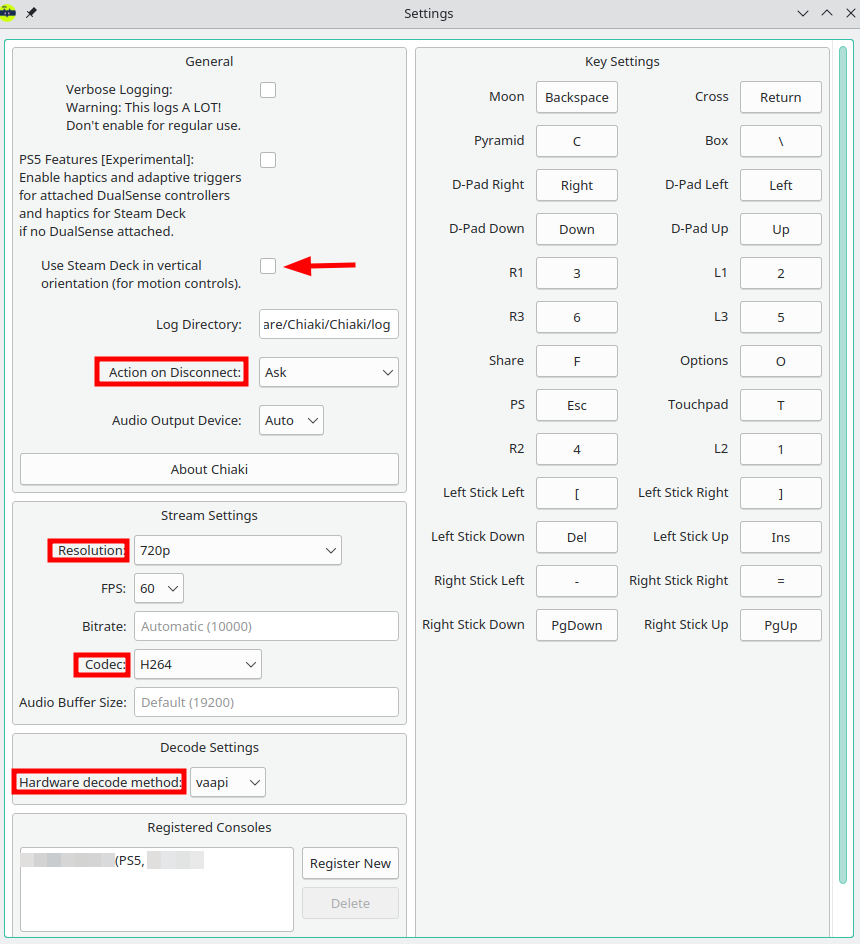 Settings
General
Verbose Logging:
Warning: This logs A LOT!
Don't enable for regular use.
PS5 Features [Experimental]:
Enable haptics and adaptive triggers
for attached DualSense controllers
and haptics for Steam Deck
if no DualSense attached.
Use Steam Deck in vertical
orientation (for motion controls).
Log Directory: are/Chiaki/Chiaki/log
Action on Disconnect: Ask
Audio Output Device: Auto
About Chiaki
Stream Settings
Resolution: 720p
FPS: 60
Bitrate: Automatic (10000)
Codec: H264
Audio Buffer Size: Default (19200)
Decode Settings
Hardware decode method: vaapi
Registered Consoles
(PS5,
Register New
Delete
Key Settings
Moon Backspace Cross Return
Pyramid C Box \
D-Pad Right Right D-Pad Left Left
D-Pad Down Down D-Pad Up Up
R1 3 L1 2
R3 6 L3 5
Share F Options O
PS Esc Touchpad T
R2 4 L2 1
Left Stick Left [ Left Stick Right ]
Left Stick Down Del Left Stick Up Ins
Right Stick Left - Right Stick Right =
Right Stick Down PgDown Right Stick Up PgUp